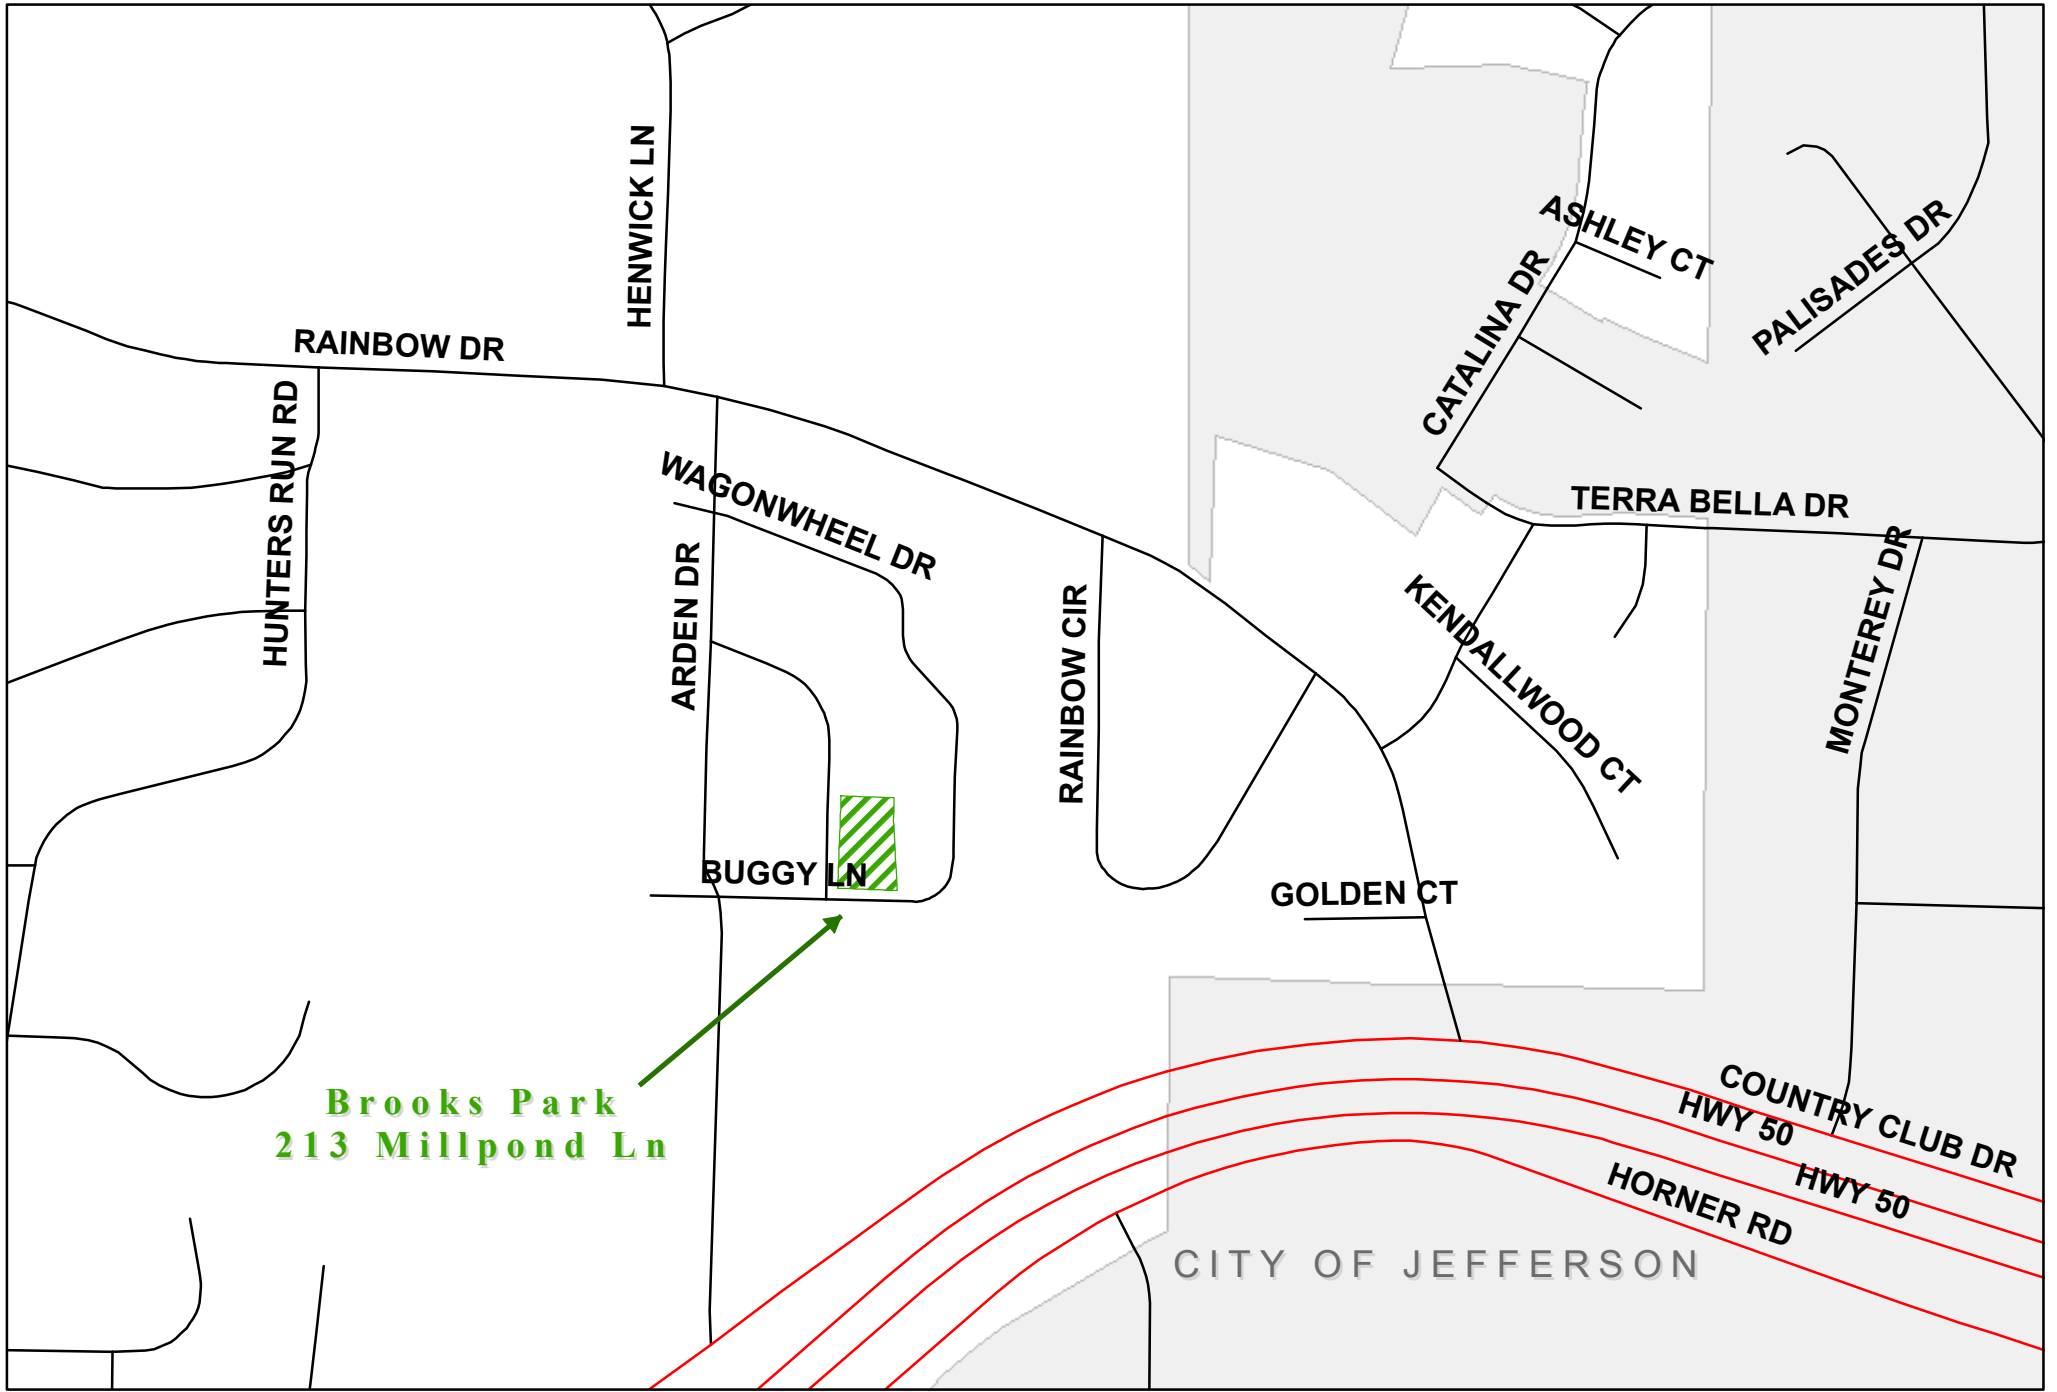 HENWICK LN
ASHLEY CT
PALISADES DR
CATALINA DR
RAINBOW DR
HUNTERS RUN RD
WAGONWHEEL DR
TERRA BELLA DR
ARDEN DR
RAINBOW CIR
KENDALLWOOD CT
MONTEREY DR
BUGGY LN
GOLDEN CT
Brooks Park
213 Millpond Ln
COUNTRY CLUB DR
HWY 50
HWY 50
HORNER RD
CITY OF JEFFERSON